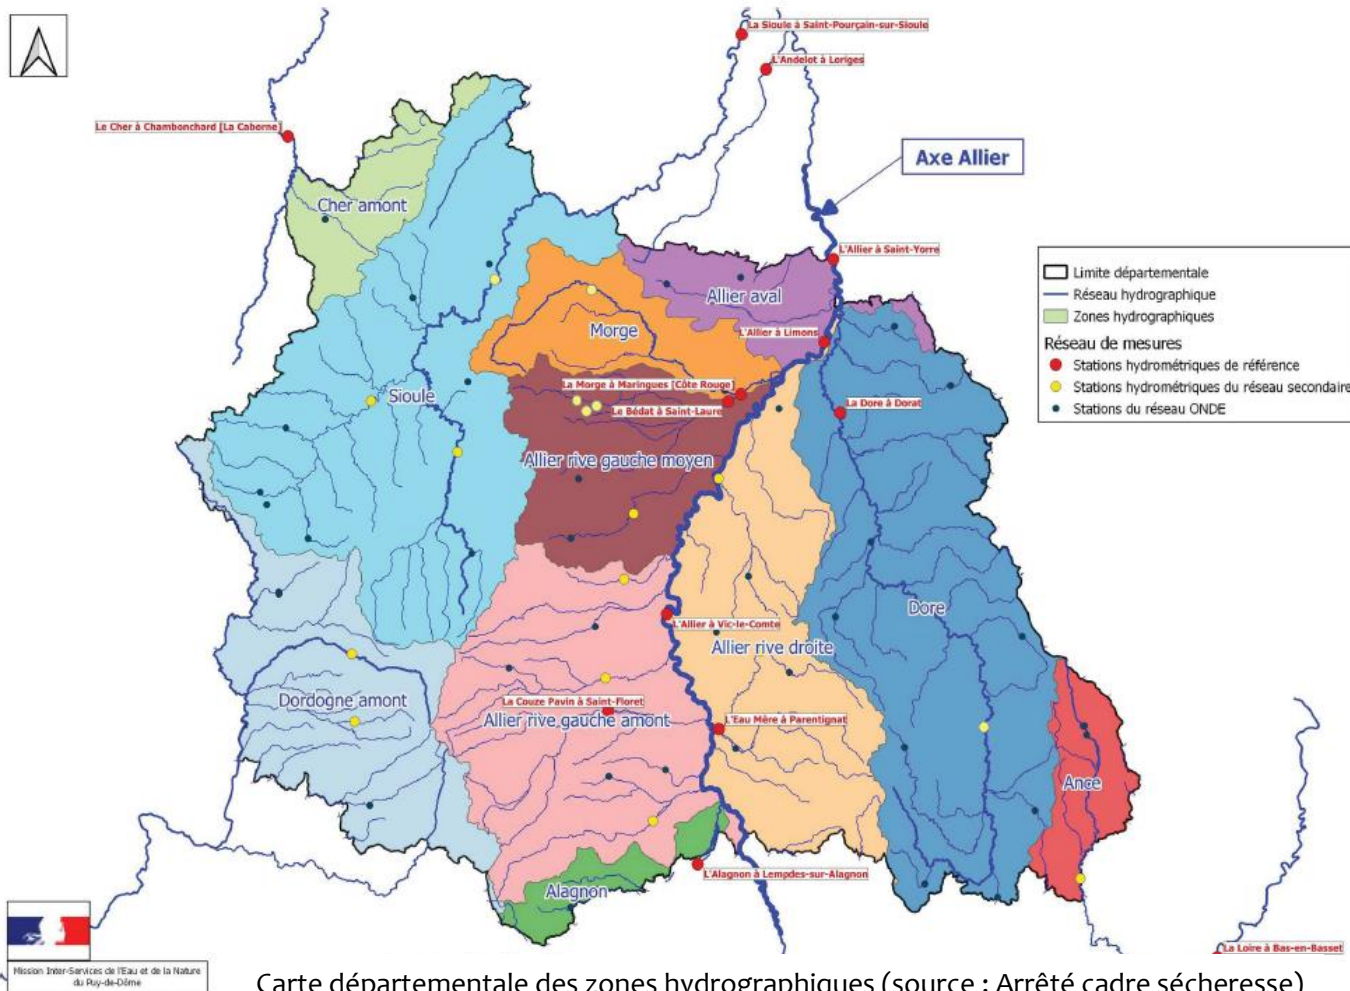 La Sioule à Saint-Pourçain-sur-Sioule
L'Andelot à Loriges
Le Cher à Chambonchard [La Caborne]
Axe Allier
Cher amont
L'Allier à Saint-Yorre
Limite départementale
Réseau hydrographique
Zones hydrographiques
Réseau de mesures
Stations hydrométriques de référence
Stations hydrométriques du réseau secondaire
Stations du réseau ONDE
Allier aval
Morge
L'Allier à Limons
La Morge à Maringues [Côte Rouge]
Sioule
Le Bédat à Saint-Laure
La Dore à Dorat
Allier rive gauche moyen
Dore
L'Allier à Vic-le-Comte
Allier rive droite
Dordogne amont
La Couze Pavin à Saint-Floret
Allier rive gauche amont
L'Eau Mère à Parentignat
Ance
L'Alagnon à Lempdes-sur-Alagnon
Alagnon
La Loire à Bas-en-Basset
Mission Inter-Services de l'Eau et de la Nature
du Puy-de-Dôme
Carte départementale des zones hydrographiques (source : Arrêté cadre sécheresse)